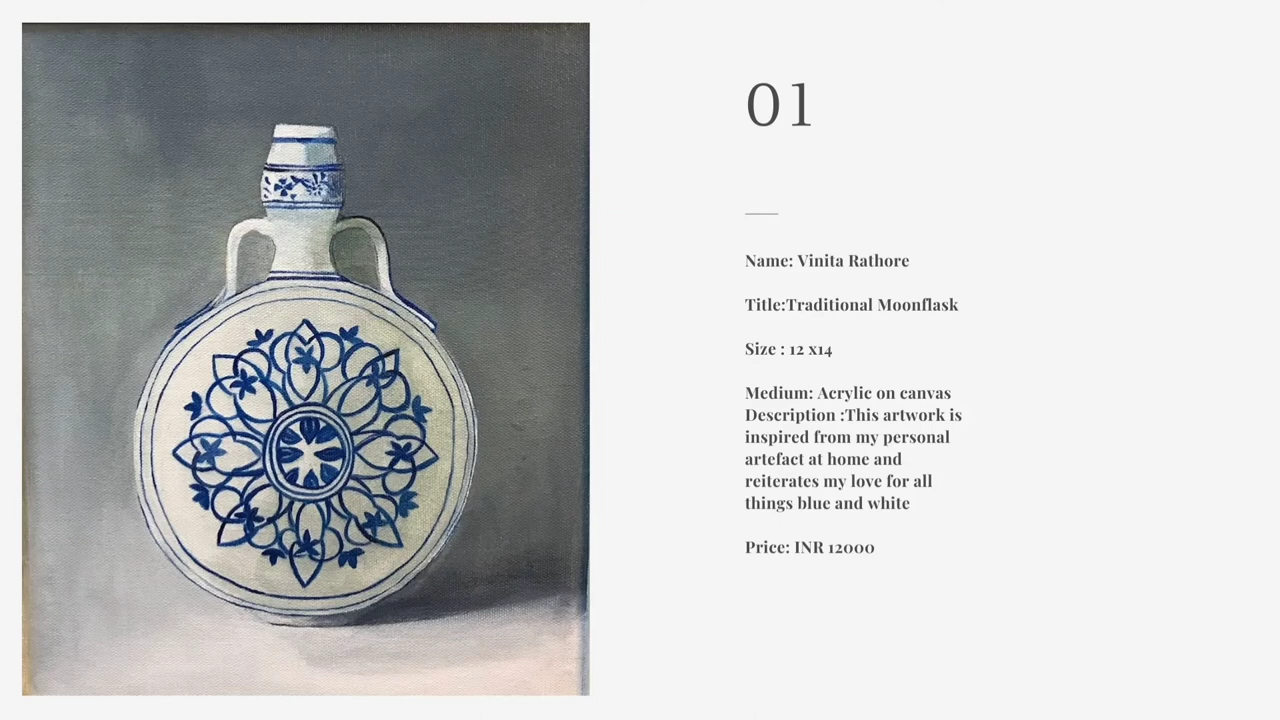 01
Name: Vinita Rathore
Title:Traditional Moonflask
Size : 12 x14
Medium: Acrylic on canvas
Description :This artwork is
inspired from my personal
artefact at home and
reiterates my love for all
things blue and white
Price: INR 12000